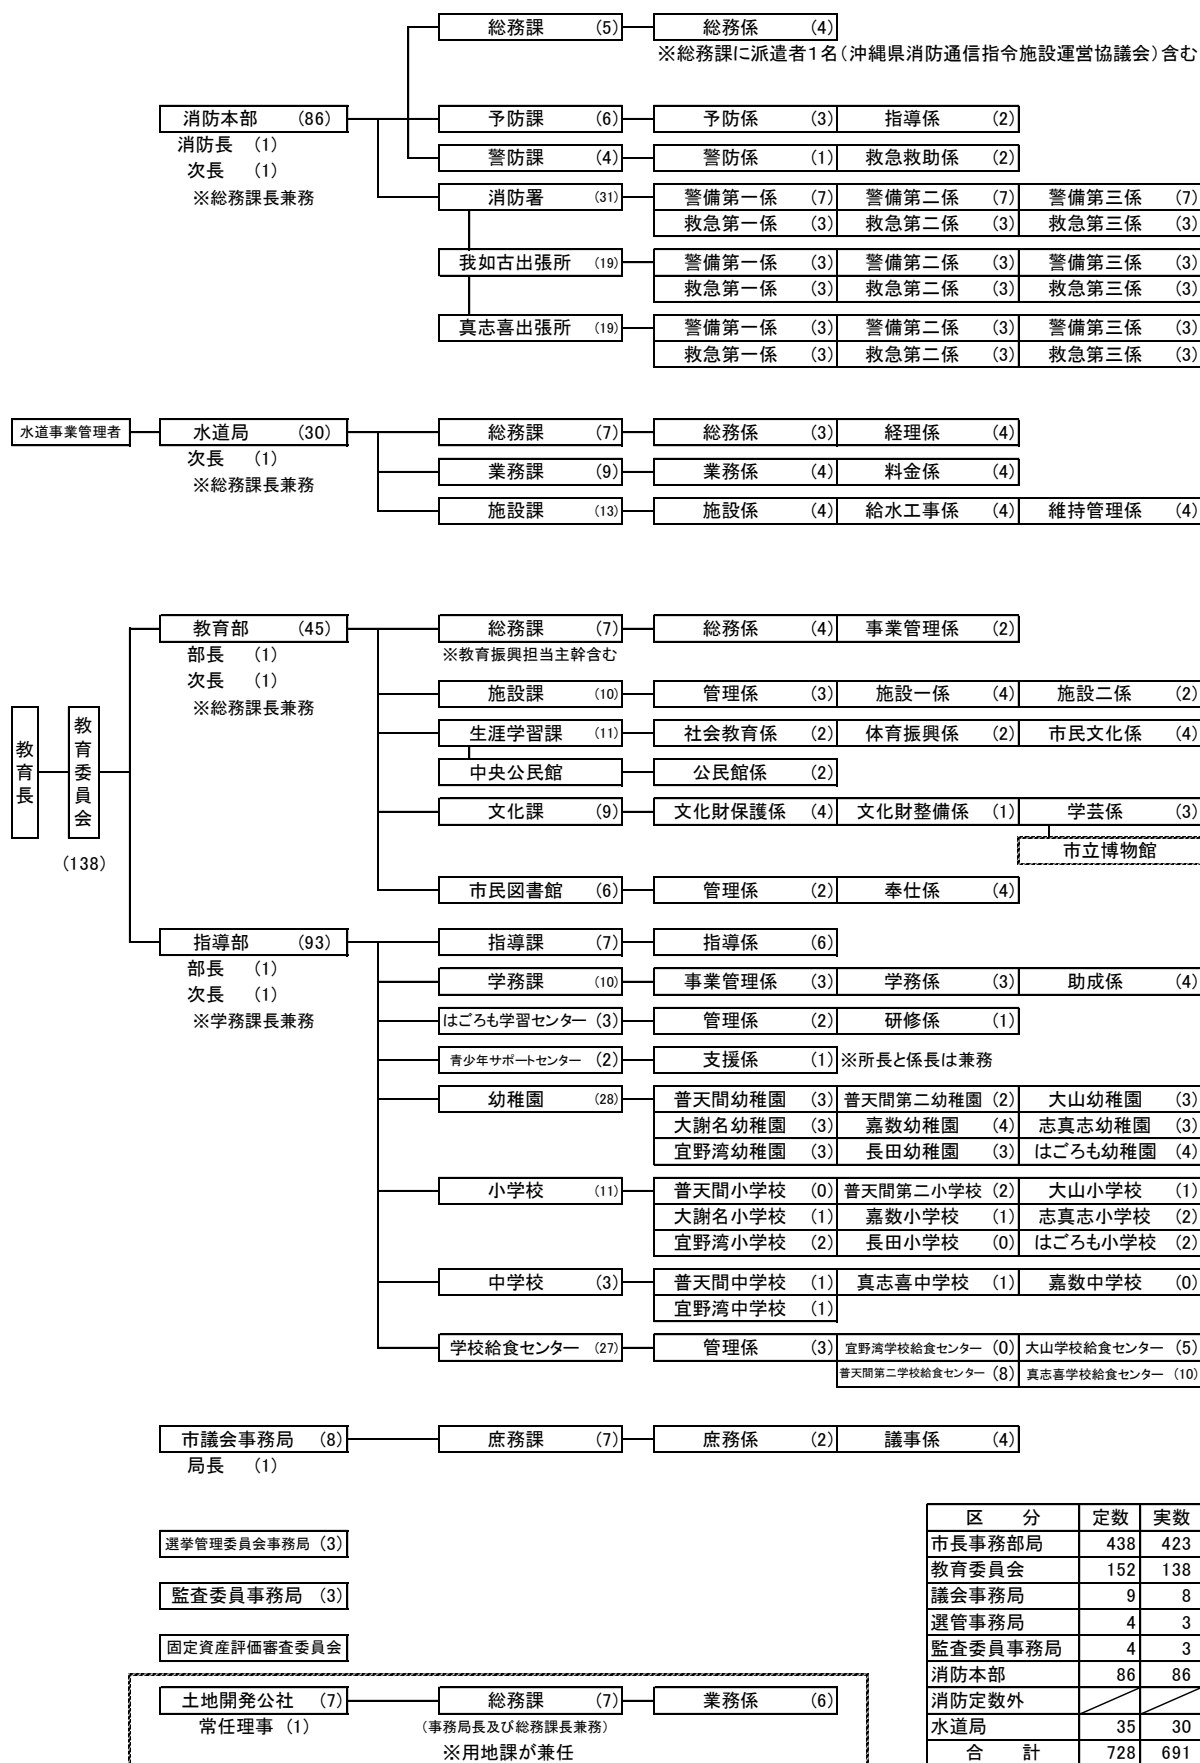 総務課 (5) 総務係 (4)
※総務課に派遣者1名(沖縄県消防通信指令施設運営協議会)含む
消防本部 (86) 予防課 (6) 予防係 (3) 指導係 (2)
消防長 (1)
次長 (1) 警防課 (4) 警防係 (1) 救急救助係 (2)
※総務課長兼務 消防署 (31) 警備第一係 (7) 警備第二係 (7) 警備第三係 (7)
救急第一係 (3) 救急第二係 (3) 救急第三係 (3)
我如古出張所 (19) 警備第一係 (3) 警備第二係 (3) 警備第三係 (3)
救急第一係 (3) 救急第二係 (3) 救急第三係 (3)
真志喜出張所 (19) 警備第一係 (3) 警備第二係 (3) 警備第三係 (3)
救急第一係 (3) 救急第二係 (3) 救急第三係 (3)
水道事業管理者 水道局 (30) 総務課 (7) 総務係 (3) 経理係 (4)
次長 (1)
※総務課長兼務 業務課 (9) 業務係 (4) 料金係 (4)
施設課 (13) 施設係 (4) 給水工事係 (4) 維持管理係 (4)
教育長 教育委員会
(138)
教育部 (45) 総務課 (7) 総務係 (4) 事業管理係 (2)
部長 (1) ※教育振興担当主幹含む
次長 (1) 施設課 (10) 管理係 (3) 施設一係 (4) 施設二係 (2)
※総務課長兼務
生涯学習課 (11) 社会教育係 (2) 体育振興係 (2) 市民文化係 (4)
中央公民館 公民館係 (2)
文化課 (9) 文化財保護係 (4) 文化財整備係 (1) 学芸係 (3)
市立博物館
市民図書館 (6) 管理係 (2) 奉仕係 (4)
指導部 (93) 指導課 (7) 指導係 (6)
部長 (1)
次長 (1) 学務課 (10) 事業管理係 (3) 学務係 (3) 助成係 (4)
※学務課長兼務 はごろも学習センター (3) 管理係 (2) 研修係 (1)
青少年サポートセンター (2) 支援係 (1) ※所長と係長は兼務
幼稚園 (28) 普天間幼稚園 (3) 普天間第二幼稚園 (2) 大山幼稚園 (3)
大謝名幼稚園 (3) 嘉数幼稚園 (4) 志真志幼稚園 (3)
宜野湾幼稚園 (3) 長田幼稚園 (3) はごろも幼稚園 (4)
小学校 (11) 普天間小学校 (0) 普天間第二小学校 (2) 大山小学校 (1)
大謝名小学校 (1) 嘉数小学校 (1) 志真志小学校 (2)
宜野湾小学校 (2) 長田小学校 (0) はごろも小学校 (2)
中学校 (3) 普天間中学校 (1) 真志喜中学校 (1) 嘉数中学校 (0)
宜野湾中学校 (1)
学校給食センター (27) 管理係 (3) 宜野湾学校給食センター (0) 大山学校給食センター (5)
普天間第二学校給食センター (8) 真志喜学校給食センター (10)
市議会事務局 (8) 庶務課 (7) 庶務係 (2) 議事係 (4)
局長 (1)
選挙管理委員会事務局 (3)
監査委員事務局 (3)
固定資産評価審査委員会
土地開発公社 (7) 総務課 (7) 業務係 (6)
常任理事 (1) (事務局長及び総務課長兼務)
※用地課が兼任
区 分 定数 実数
市長事務部局 438 423
教育委員会 152 138
議会事務局 9 8
選管事務局 4 3
監査委員事務局 4 3
消防本部 86 86
消防定数外
水道局 35 30
合 計 728 691